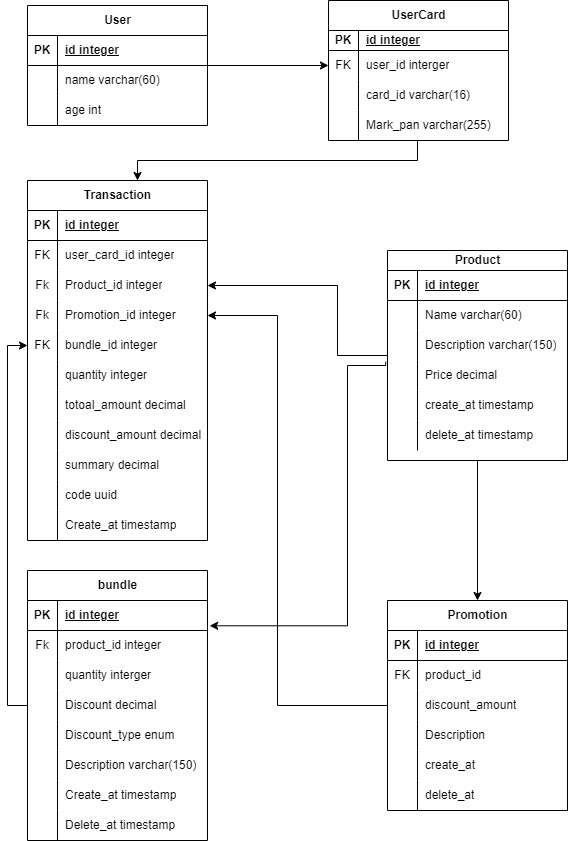 User
PK id integer
name varchar(60)
age int
UserCard
PK id integer
FK user_id interger
card_id varchar(16)
Mark_pan varchar(255)
Transaction
PK id integer
FK user_card_id integer
Fk Product_id integer
Fk Promotion_id integer
FK bundle_id integer
quantity integer
totoal_amount decimal
discount_amount decimal
summary decimal
code uuid
Create_at timestamp
Product
PK id integer
Name varchar(60)
Description varchar(150)
Price decimal
create_at timestamp
delete_at timestamp
bundle
PK id integer
Fk product_id integer
quantity interger
Discount decimal
Discount_type enum
Description varchar(150)
Create_at timestamp
Delete_at timestamp
Promotion
PK id integer
FK product_id
discount_amount
Description
create_at
delete_at